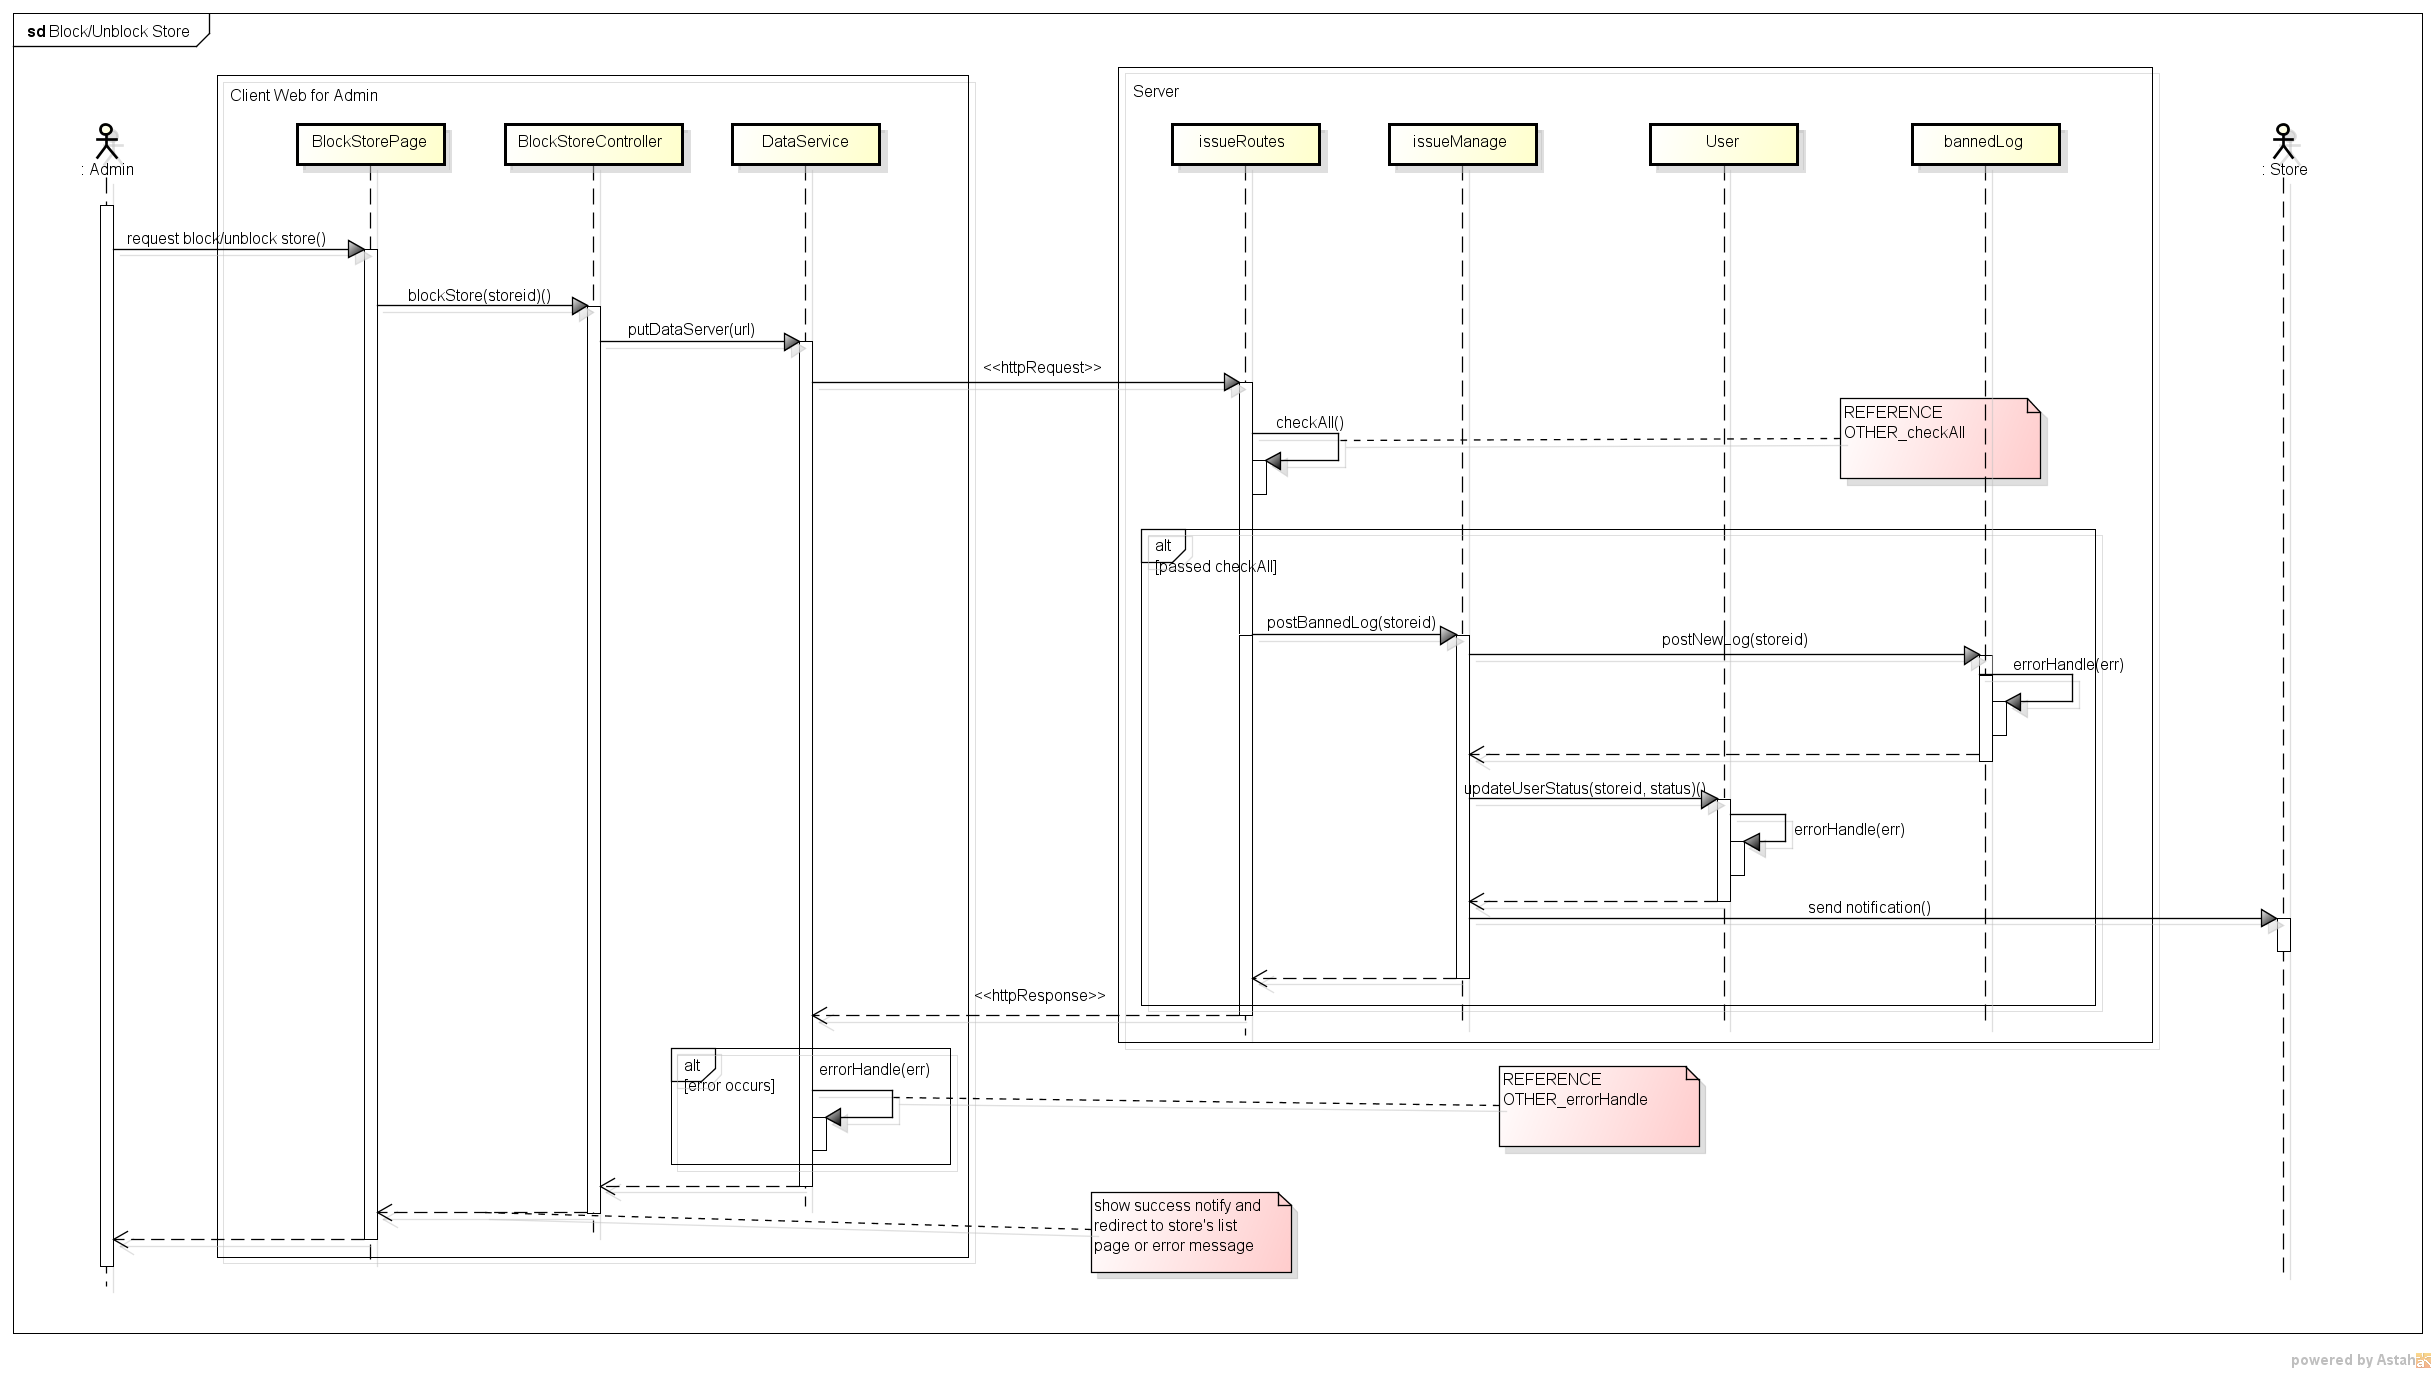 sd Block/Unblock Store
Client Web for Admin
Server
: Admin
BlockStorePage
BlockStoreController
DataService
issueRoutes
issueManage
User
bannedLog
: Store
request block/unblock store()
blockStore(storeid)()
putDataServer(url)
<<httpRequest>>
checkAll()
REFERENCE
OTHER_checkAll
alt
[passed checkAll]
postBannedLog(storeid)
postNewLog(storeid)
errorHandle(err)
updateUserStatus(storeid, status)()
errorHandle(err)
send notification()
<<httpResponse>>
alt
[error occurs]
errorHandle(err)
REFERENCE
OTHER_errorHandle
show success notify and
redirect to store's list
page or error message
powered by Astah